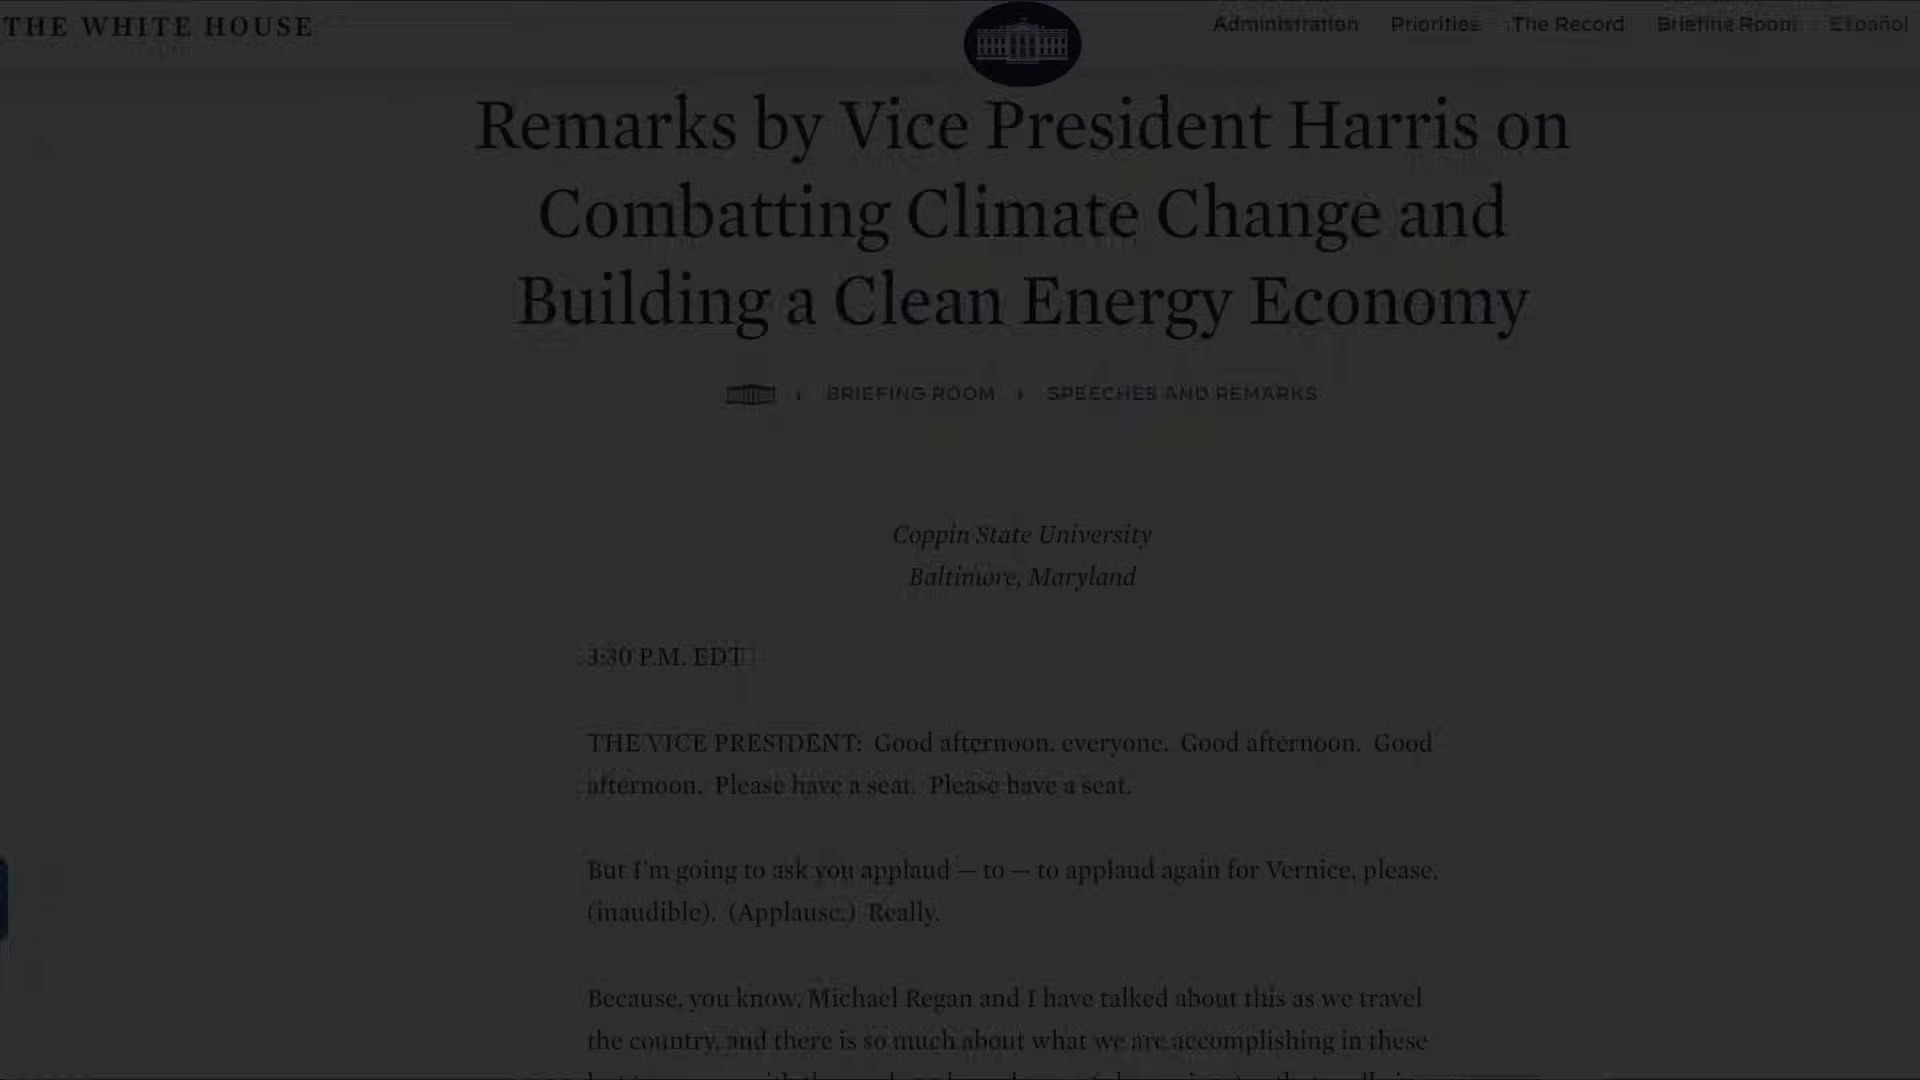 THE WHITE HOUSE
Administration Priorities The Record Briefing Room Español
Remarks by Vice President Harris on
Combatting Climate Change and
Building a Clean Energy Economy
BRIEFING ROOM › SPEECHES AND REMARKS
Coppin State University
Baltimore, Maryland
3:30 P.M. EDT
THE VICE PRESIDENT: Good afternoon, everyone. Good afternoon. Good
afternoon. Please have a seat. Please have a seat.
But I'm going to ask you applaud — to — to applaud again for Vernice, please,
(inaudible). (Applause.) Really.
Because, you know, Michael Regan and I have talked about this as we travel
the country, and there is so much about what we are accomplishing in these